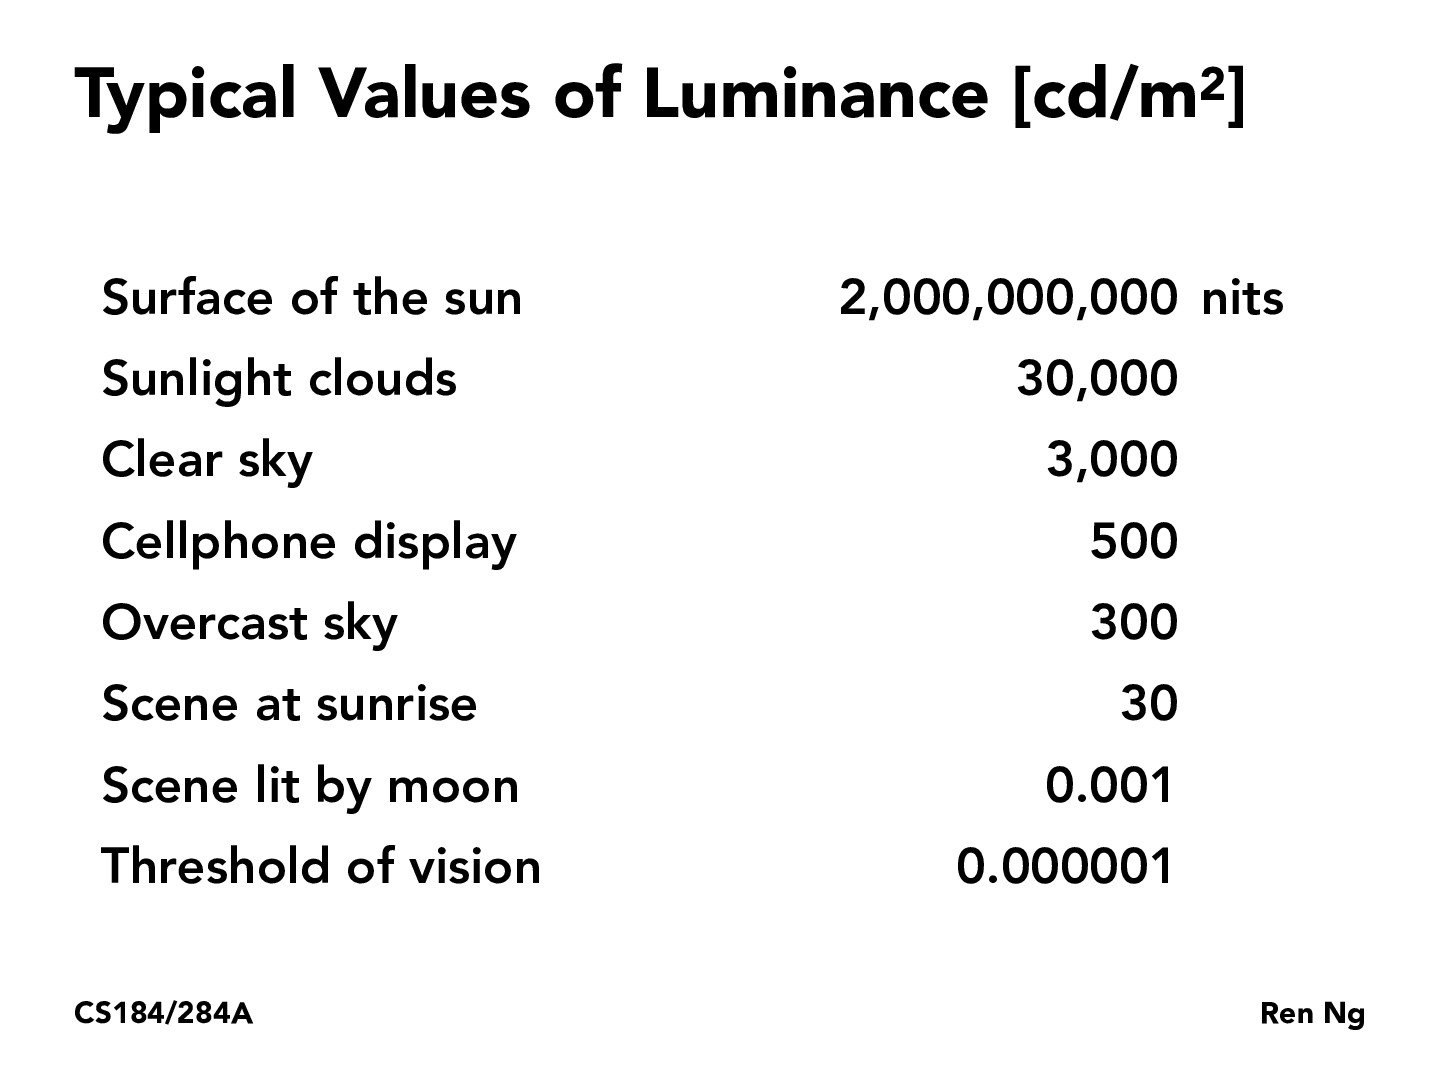 Typical Values of Luminance [cd/m²]
Surface of the sun 2,000,000,000 nits
Sunlight clouds 30,000
Clear sky 3,000
Cellphone display 500
Overcast sky 300
Scene at sunrise 30
Scene lit by moon 0.001
Threshold of vision 0.000001
CS184/284A Ren Ng